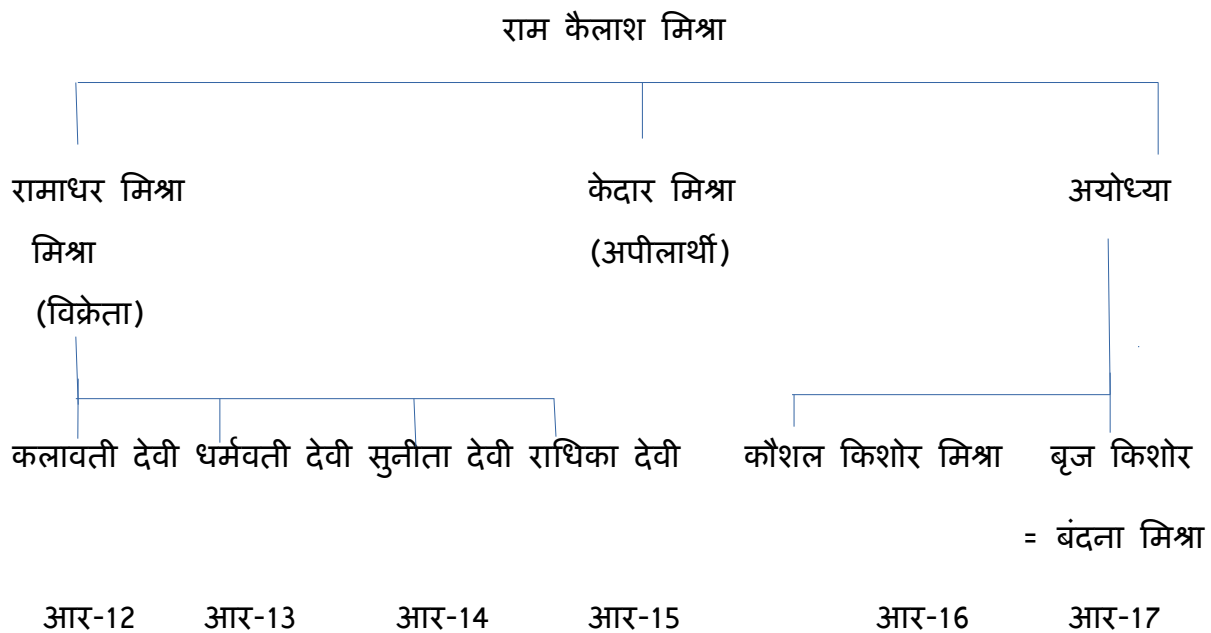 राम कैलाश मिश्रा
रामाधर मिश्रा केदार मिश्रा अयोध्या
मिश्रा (अपीलार्थी)
(विक्रेता)
कलावती देवी धर्मवती देवी सुनीता देवी राधिका देवी कौशल किशोर मिश्रा बृज किशोर
= बंदना मिश्रा
आर-12 आर-13 आर-14 आर-15 आर-16 आर-17